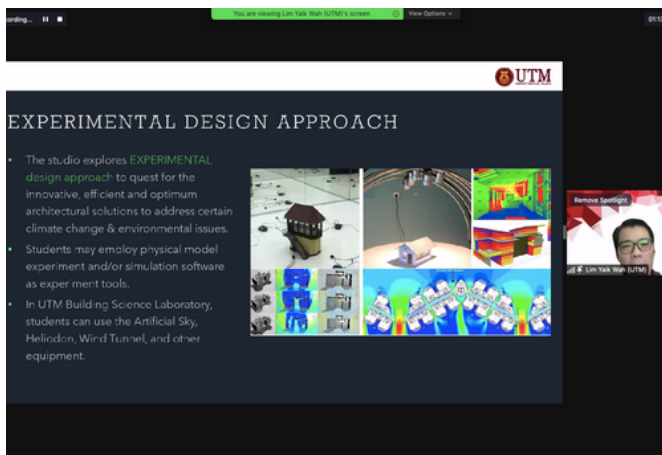 cording...
You are viewing Lim Yaik Wah (UTM)'s screen
View Options
01:13
UTM
EXPERIMENTAL DESIGN APPROACH
• The studio explores EXPERIMENTAL
design approach to quest for the
innovative, efficient and optimum
architectural solutions to address certain
climate change & environmental issues.
• Students may employ physical model
experiment and/or simulation software
as experiment tools.
• In UTM Building Science Laboratory,
students can use the Artificial Sky,
Heliodon, Wind Tunnel, and other
equipment.
Remove Spotlight
Lim Yaik Wah (UTM)